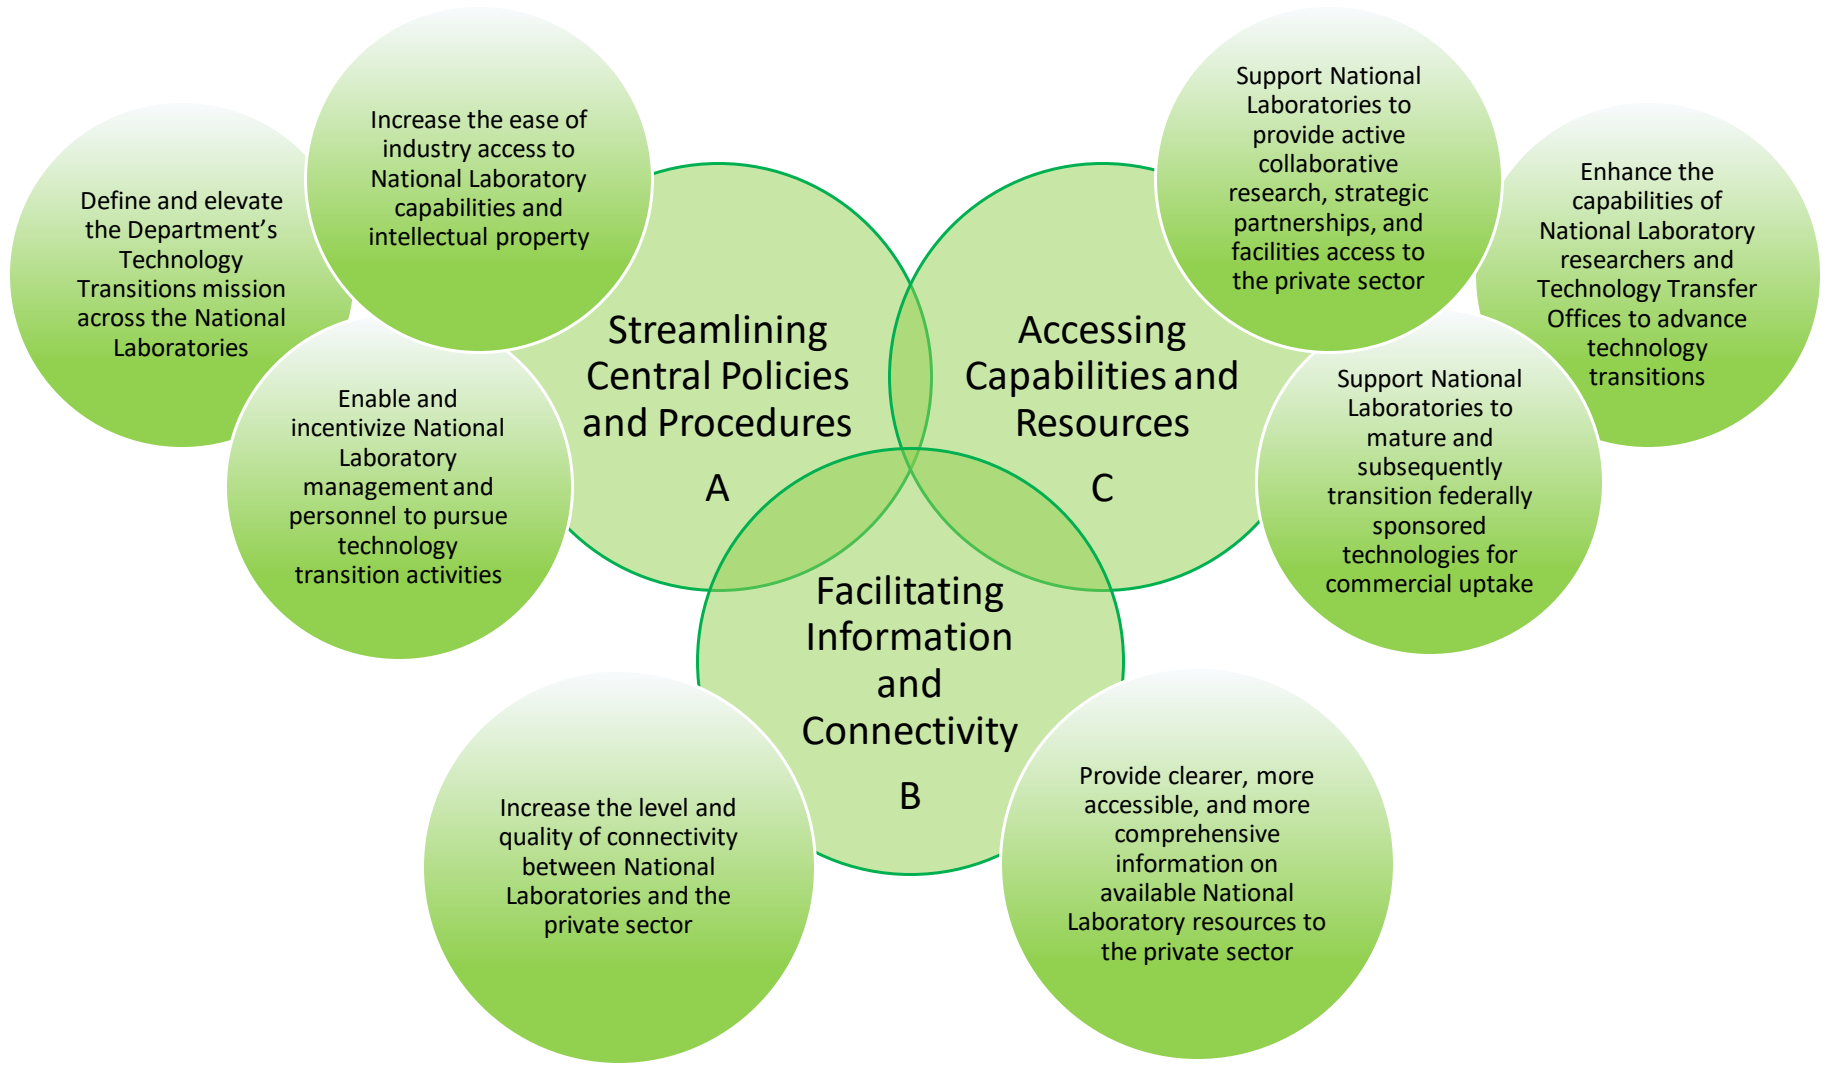 Define and elevate
the Department’s
Technology
Transitions mission
across the National
Laboratories
Increase the ease of
industry access to
National Laboratory
capabilities and
intellectual property
Enable and
incentivize National
Laboratory
management and
personnel to pursue
technology
transition activities
Streamlining
Central Policies
and Procedures
A
Accessing
Capabilities and
Resources
C
Support National
Laboratories to
provide active
collaborative
research, strategic
partnerships, and
facilities access to
the private sector
Enhance the
capabilities of
National Laboratory
researchers and
Technology Transfer
Offices to advance
technology
transitions
Support National
Laboratories to
mature and
subsequently
transition federally
sponsored
technologies for
commercial uptake
Facilitating
Information
and
Connectivity
B
Increase the level and
quality of connectivity
between National
Laboratories and the
private sector
Provide clearer, more
accessible, and more
comprehensive
information on
available National
Laboratory resources to
the private sector